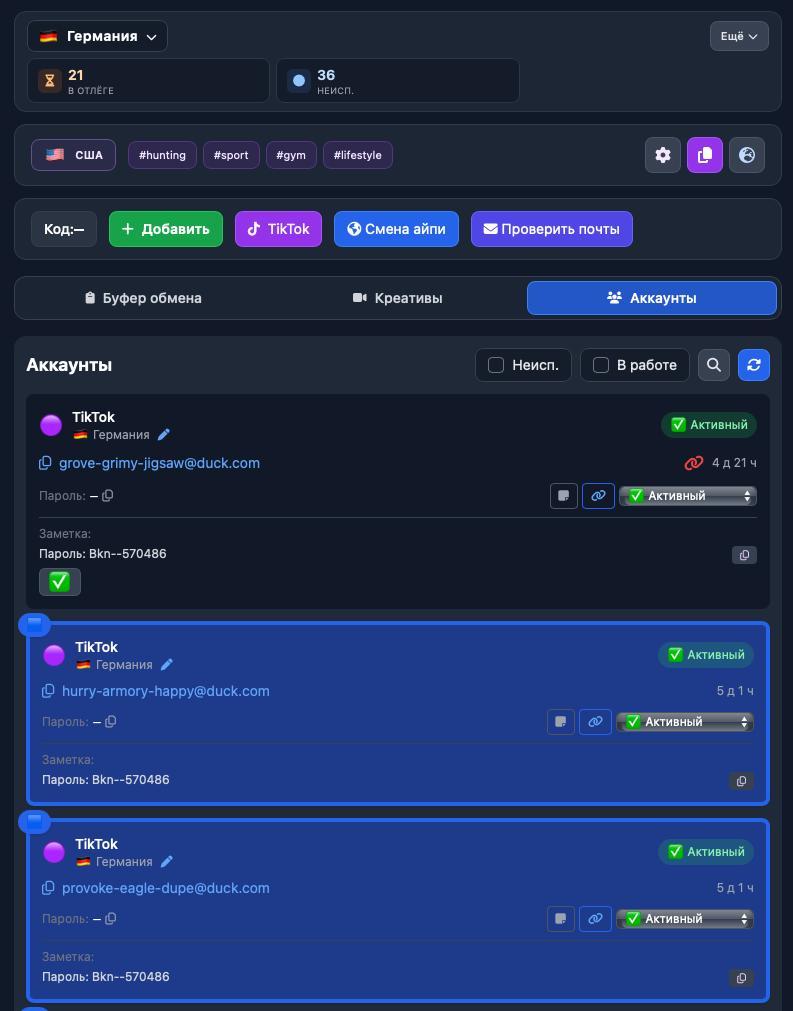 Германия
Ещё
21
В ОТЛЁГЕ
36
НЕИСП.
США
#hunting
#sport
#gym
#lifestyle
Код:—
+ Добавить
TikTok
Смена айпи
Проверить почты
Буфер обмена
Креативы
Аккаунты
Аккаунты
Неисп.
В работе
TikTok
Активный
Германия
grove-grimy-jigsaw@duck.com
4 д 21 ч
Пароль: —
Активный
Заметка:
Пароль: Bkn--570486
TikTok
Активный
Германия
hurry-armory-happy@duck.com
5 д 1 ч
Пароль: —
Активный
Заметка:
Пароль: Bkn--570486
TikTok
Активный
Германия
provoke-eagle-dupe@duck.com
5 д 1 ч
Пароль: —
Активный
Заметка:
Пароль: Bkn--570486